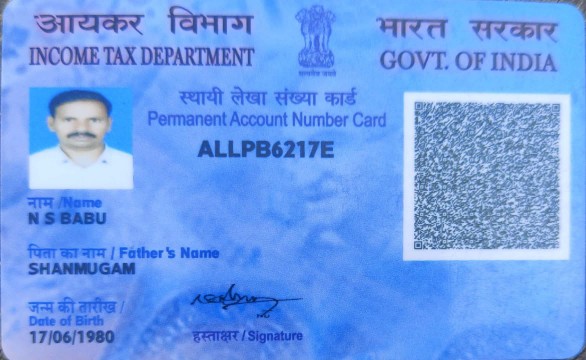 आयकर विभाग
INCOME TAX DEPARTMENT
भारत सरकार
GOVT. OF INDIA
सत्यमेव जयते
स्थायी लेखा संख्या कार्ड
Permanent Account Number Card
ALLPB6217E
नाम /Name
N S BABU
पिता का नाम / Father's Name
SHANMUGAM
जन्म की तारीख /
Date of Birth
17/06/1980
हस्ताक्षर / Signature